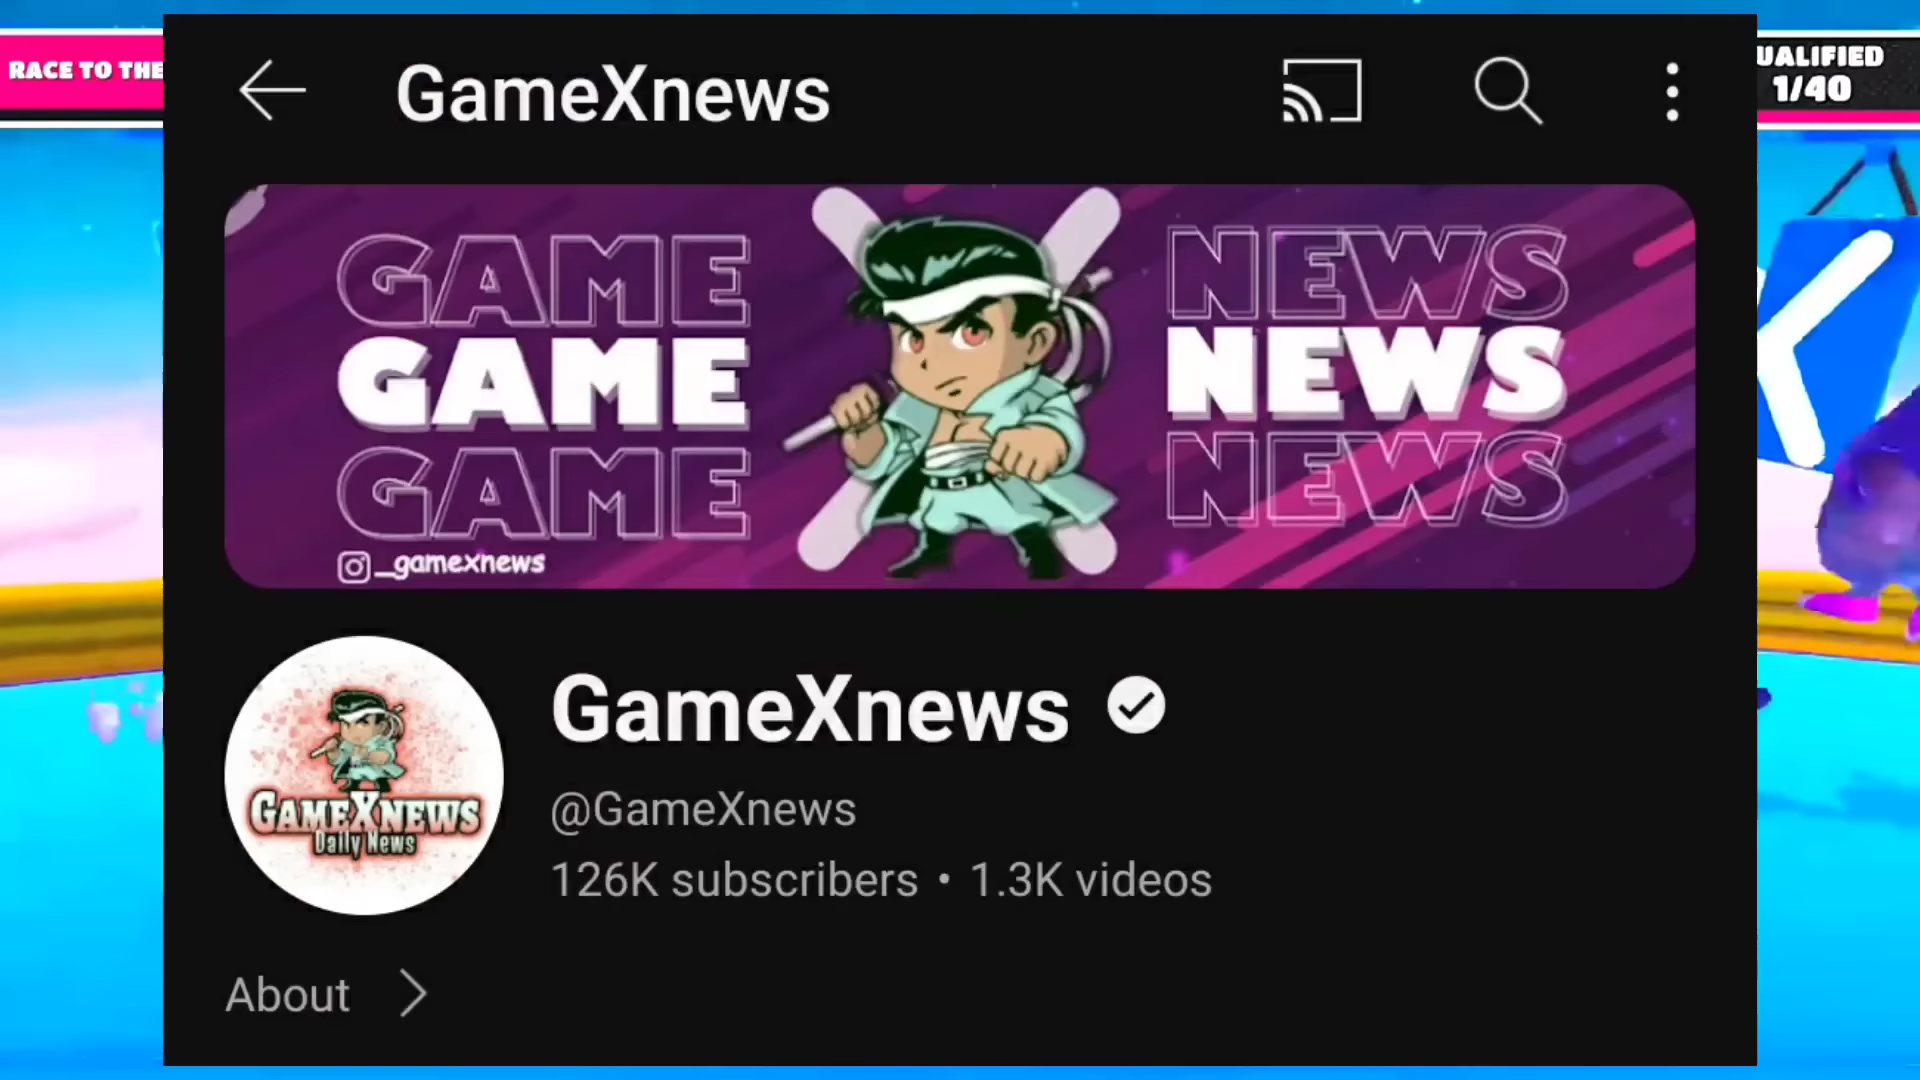 RACE TO THE
GameXnews
UALIFIED
1/40
GAME NEWS
GAME NEWS
GAME NEWS
_gamexnews
GameXnews
@GameXnews
GAMEXNEWS
Daily News
126K subscribers • 1.3K videos
About